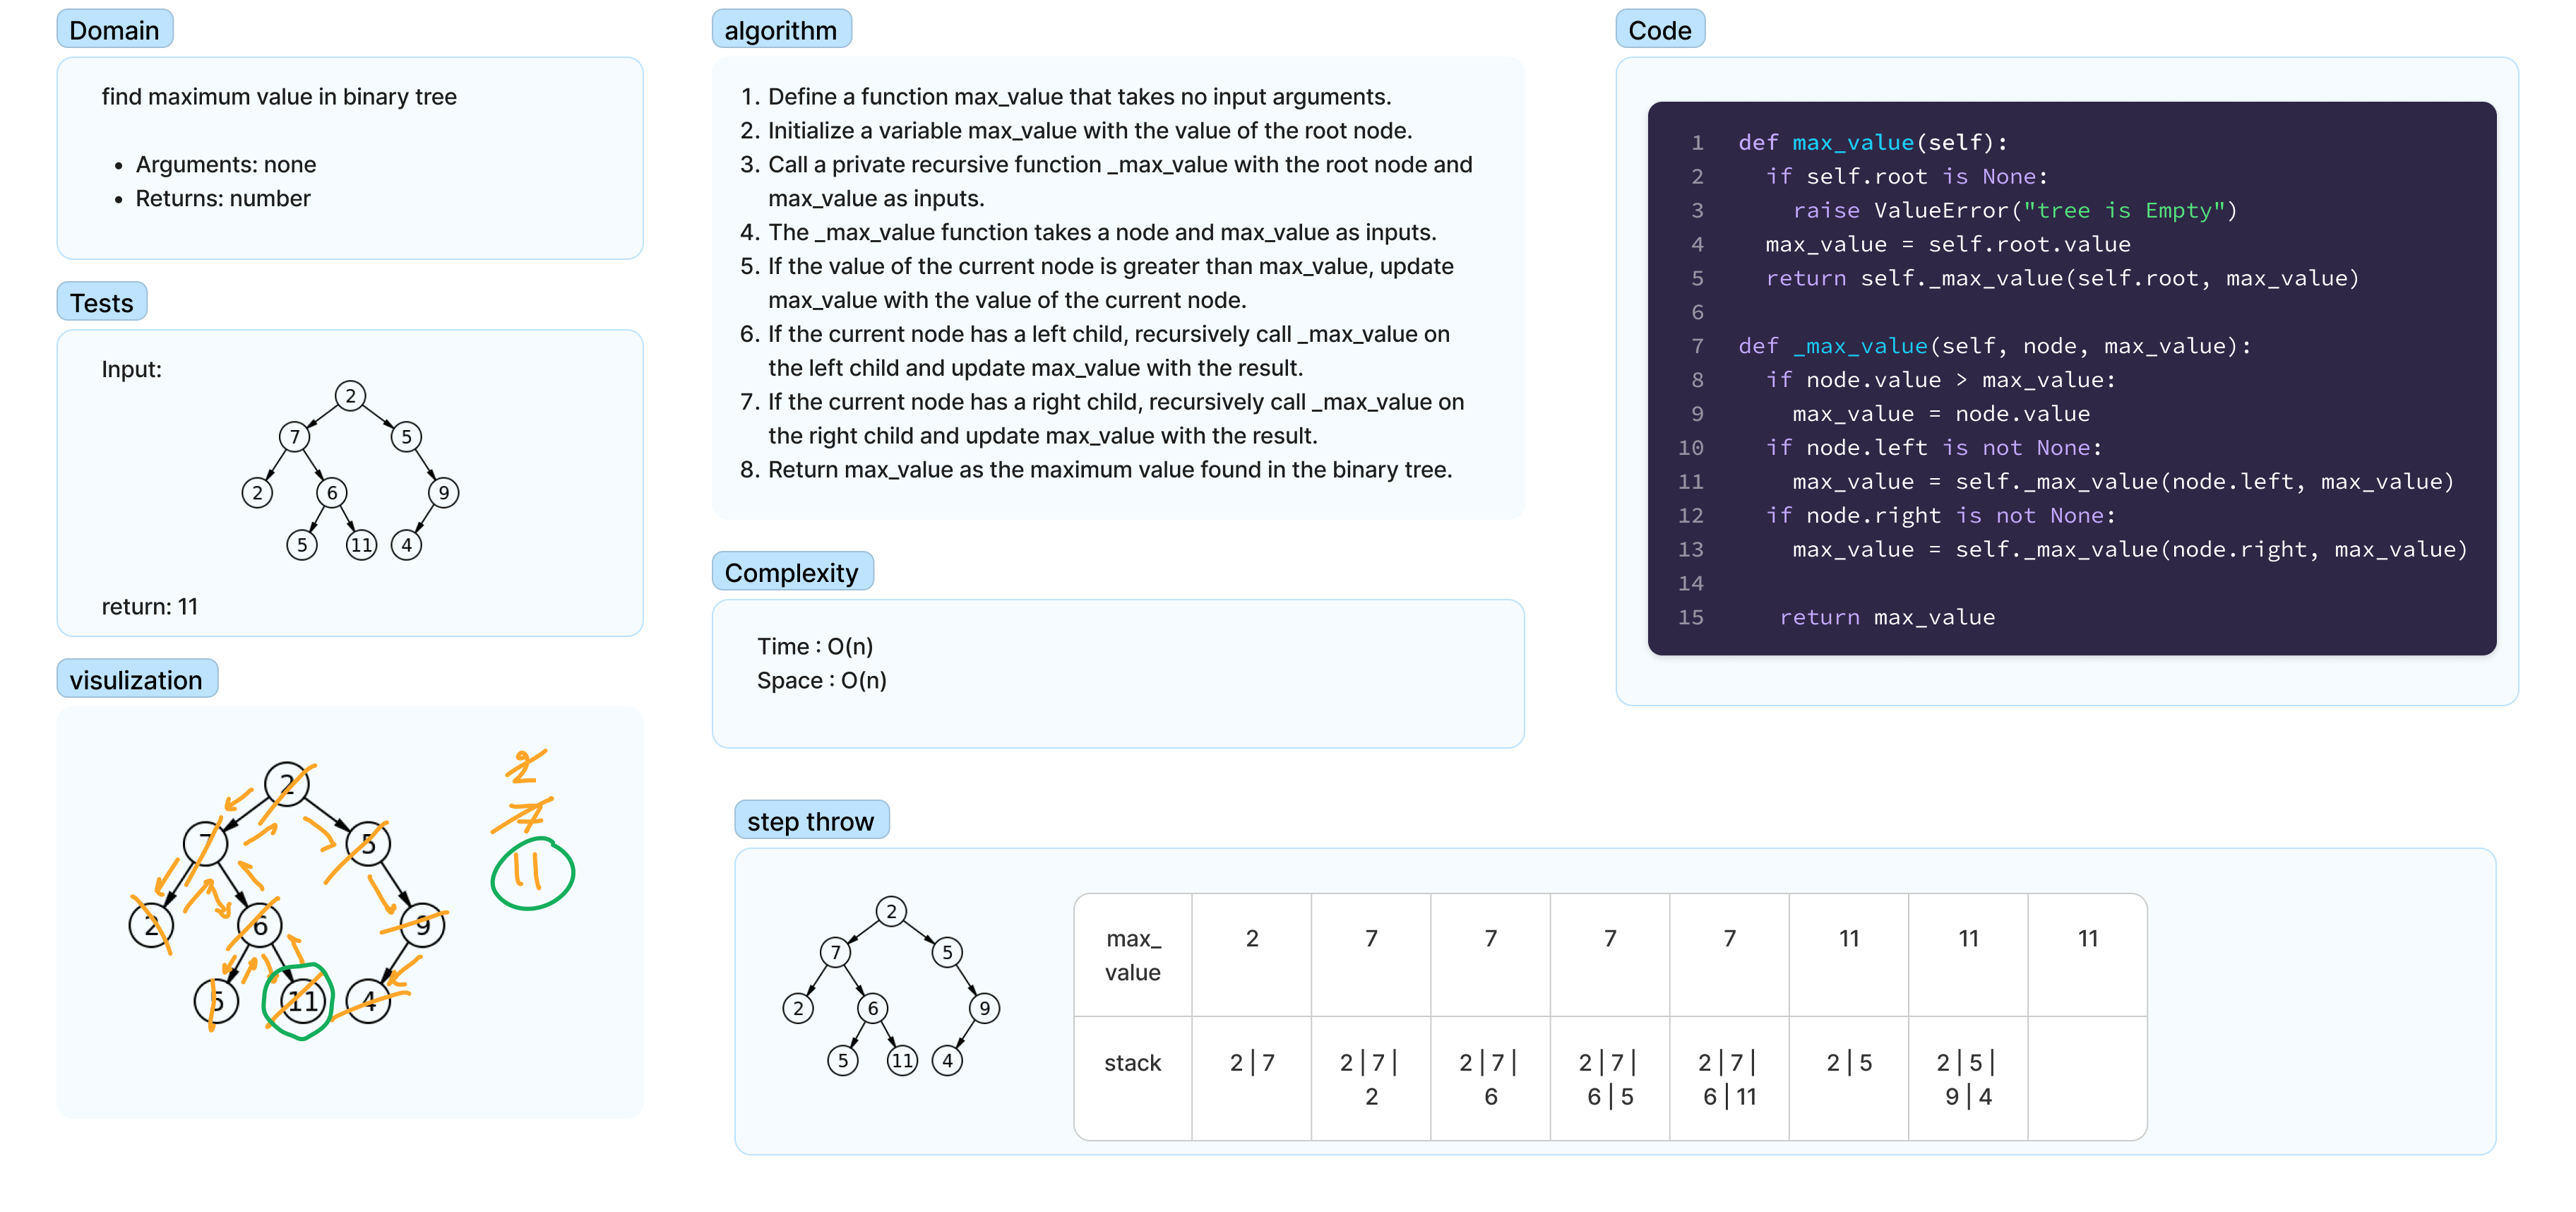 Domain
find maximum value in binary tree
• Arguments: none
• Returns: number
Tests
Input:
2
7 5
2 6 9
5 11 4
return: 11
visulization
2
7 5
2 6 9
5 11 4
2
7
11
algorithm
1. Define a function max_value that takes no input arguments.
2. Initialize a variable max_value with the value of the root node.
3. Call a private recursive function _max_value with the root node and
max_value as inputs.
4. The _max_value function takes a node and max_value as inputs.
5. If the value of the current node is greater than max_value, update
max_value with the value of the current node.
6. If the current node has a left child, recursively call _max_value on
the left child and update max_value with the result.
7. If the current node has a right child, recursively call _max_value on
the right child and update max_value with the result.
8. Return max_value as the maximum value found in the binary tree.
Complexity
Time : O(n)
Space : O(n)
Code
1 def max_value(self):
2 if self.root is None:
3 raise ValueError("tree is Empty")
4 max_value = self.root.value
5 return self._max_value(self.root, max_value)
6
7 def _max_value(self, node, max_value):
8 if node.value > max_value:
9 max_value = node.value
10 if node.left is not None:
11 max_value = self._max_value(node.left, max_value)
12 if node.right is not None:
13 max_value = self._max_value(node.right, max_value)
14
15 return max_value
step throw
2
7 5
2 6 9
5 11 4
max_ 2 7 7 7 7 11 11 11
value
stack 2 | 7 2 | 7 | 2 | 7 | 2 | 7 | 2 | 7 | 2 | 5 2 | 5 |
2 6 6 | 5 6 | 11 9 | 4